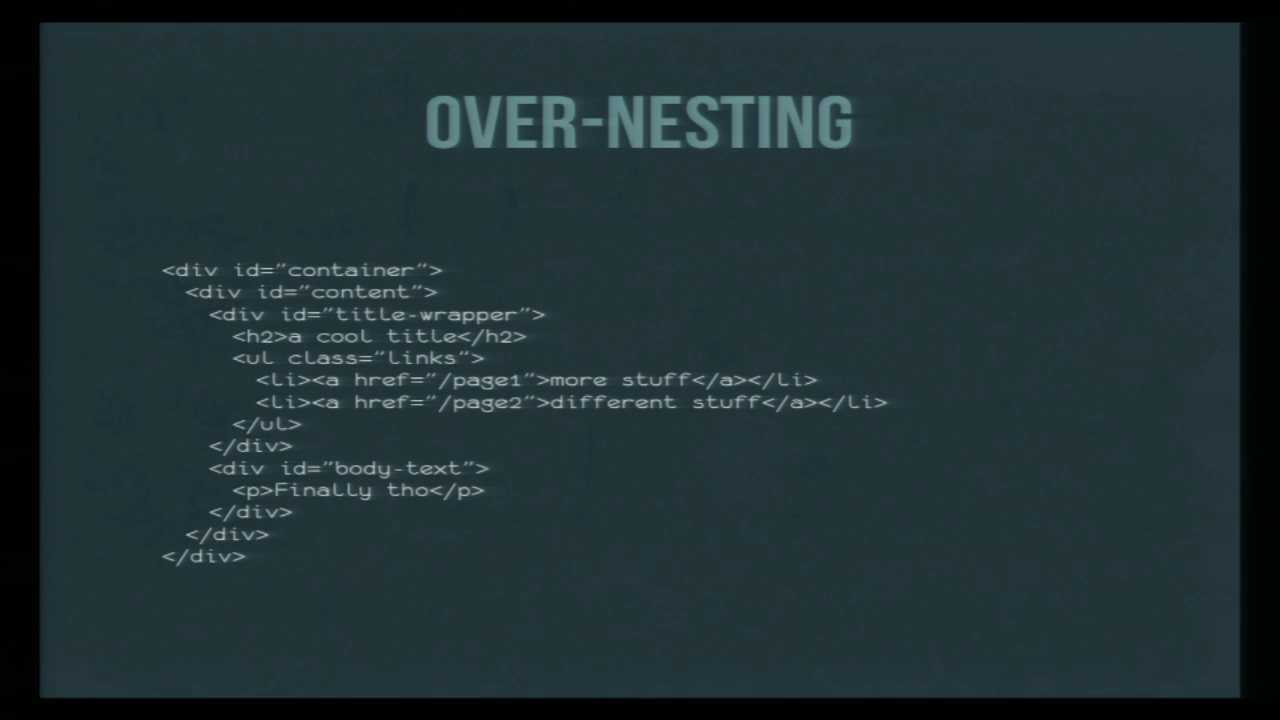 OVER-NESTING
<div id="container">
<div id="content">
<div id="title-wrapper">
<h2>a cool title</h2>
<ul class="links">
<li><a href="/page1">more stuff</a></li>
<li><a href="/page2">different stuff</a></li>
</ul>
</div>
<div id="body-text">
<p>Finally tho</p>
</div>
</div>
</div>